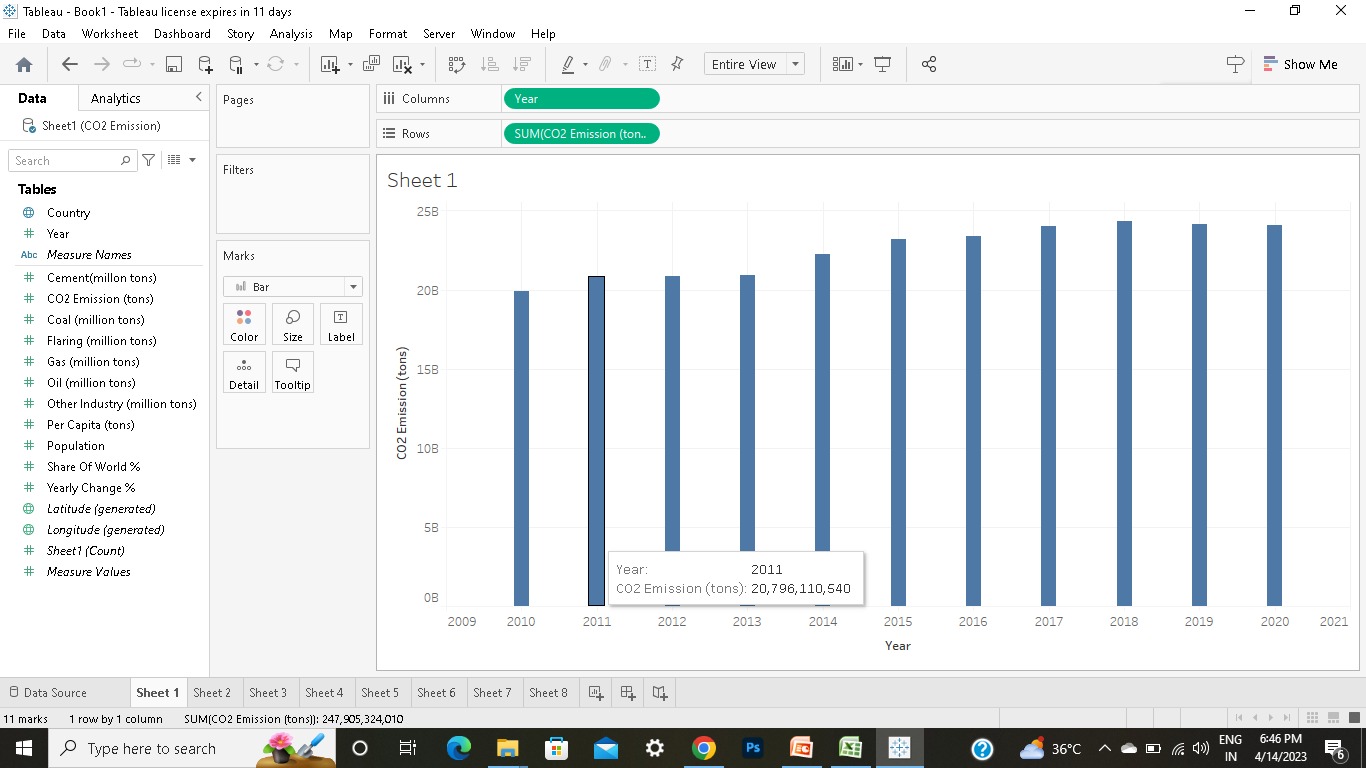 Tableau - Book1 - Tableau license expires in 11 days
File Data Worksheet Dashboard Story Analysis Map Format Server Window Help
Entire View
Show Me
Data Analytics
Sheet1 (CO2 Emission)
Search
Tables
Country
Year
Abc Measure Names
Cement(millon tons)
CO2 Emission (tons)
Coal (million tons)
Flaring (million tons)
Gas (million tons)
Oil (million tons)
Other Industry (million tons)
Per Capita (tons)
Population
Share Of World %
Yearly Change %
Latitude (generated)
Longitude (generated)
Sheet1 (Count)
Measure Values
Pages
Filters
Marks
Bar
Color Size Label
Detail Tooltip
Columns Year
Rows SUM(CO2 Emission (ton..
Sheet 1
25B
20B
15B
10B
5B
0B
CO2 Emission (tons)
Year: 2011
CO2 Emission (tons): 20,796,110,540
2009 2010 2011 2012 2013 2014 2015 2016 2017 2018 2019 2020 2021
Year
Data Source Sheet 1 Sheet 2 Sheet 3 Sheet 4 Sheet 5 Sheet 6 Sheet 7 Sheet 8
11 marks 1 row by 1 column SUM(CO2 Emission (tons)): 247,905,324,010
Type here to search
Ps
36°C
ENG
IN
6:46 PM
4/14/2023
6